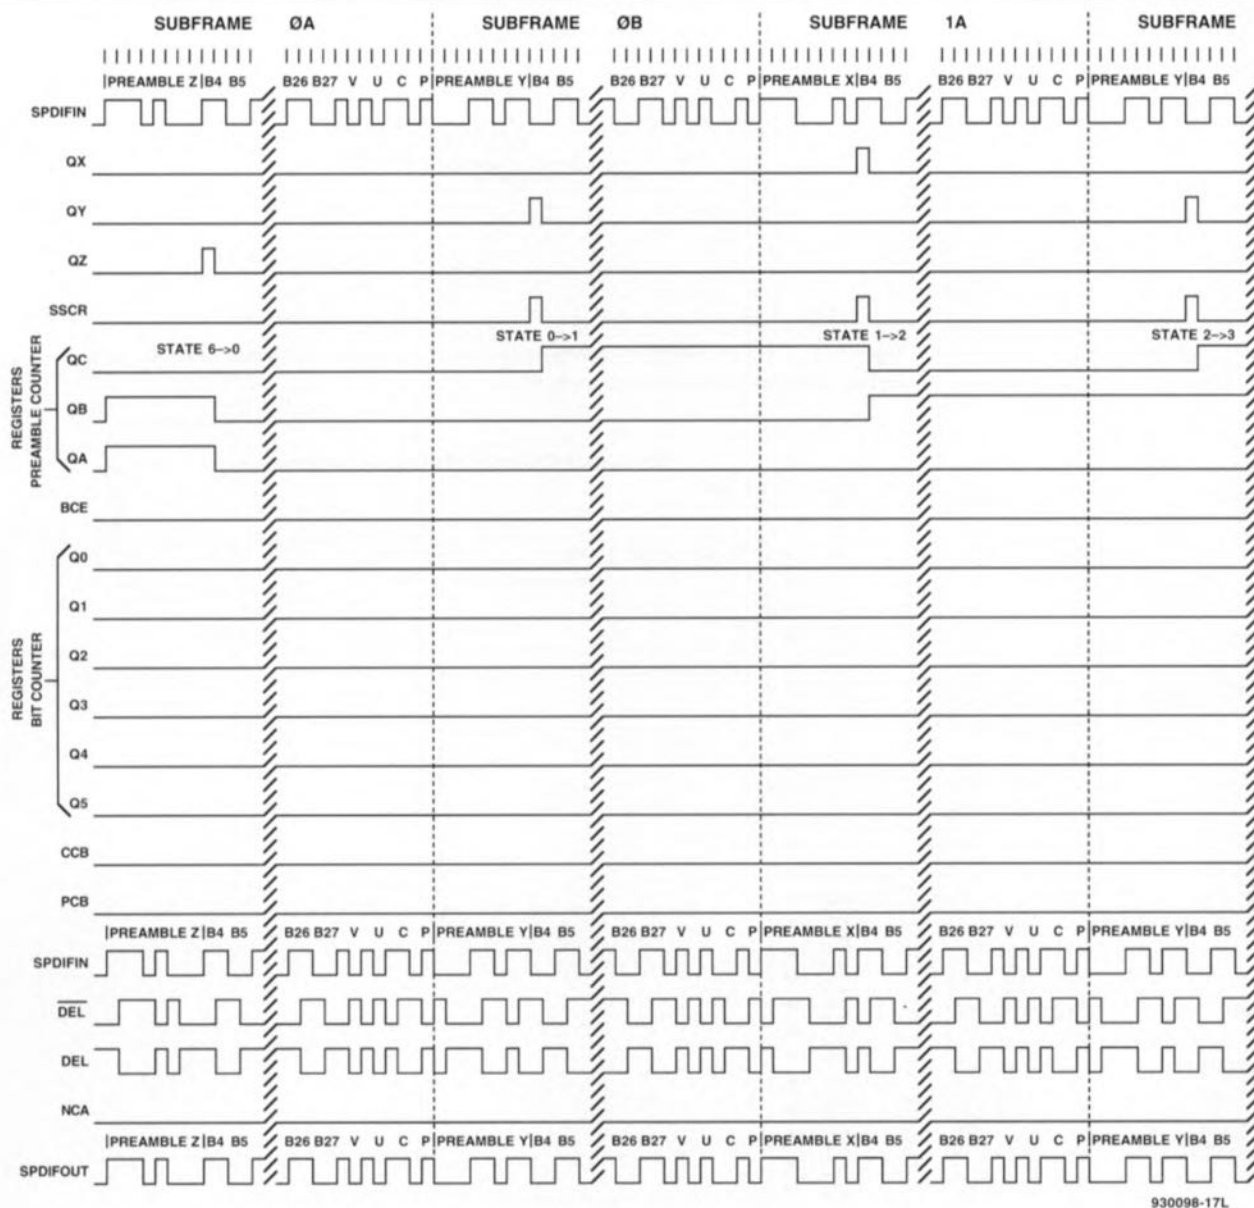 SUBFRAME ØA SUBFRAME ØB SUBFRAME 1A SUBFRAME
|PREAMBLE Z|B4 B5 B26 B27 V U C P |PREAMBLE Y|B4 B5 B26 B27 V U C P |PREAMBLE X|B4 B5 B26 B27 V U C P |PREAMBLE Y|B4 B5
SPDIFIN
QX
QY
QZ
SSCR
STATE 6-->0 STATE 0-->1 STATE 1-->2 STATE 2-->3
REGISTERS
PREAMBLE COUNTER
QC
QB
QA
BCE
REGISTERS
BIT COUNTER
Q0
Q1
Q2
Q3
Q4
Q5
CCB
PCB
|PREAMBLE Z|B4 B5 B26 B27 V U C P |PREAMBLE Y|B4 B5 B26 B27 V U C P |PREAMBLE X|B4 B5 B26 B27 V U C P |PREAMBLE Y|B4 B5
SPDIFIN
DEL
DEL
NCA
|PREAMBLE Z|B4 B5 B26 B27 V U C P |PREAMBLE Y|B4 B5 B26 B27 V U C P |PREAMBLE X|B4 B5 B26 B27 V U C P |PREAMBLE Y|B4 B5
SPDIFOUT
930098-17L